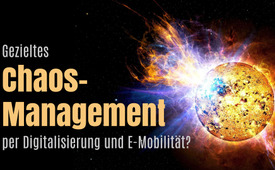 Gezieltes
Chaos-
Management
per Digitalisierung und E-Mobilität?